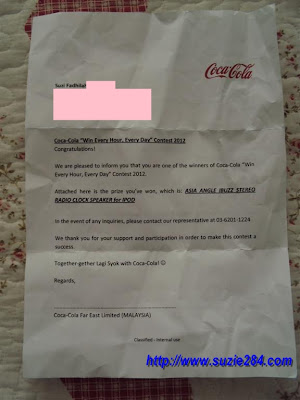 Coca-Cola
Suzi Fadhilah
Coca-Cola "Win Every Hour, Every Day" Contest 2012
Congratulations!
We are pleased to inform you that you are one of the winners of Coca-Cola "Win
Every Hour, Every Day" Contest 2012.
Attached here is the prize you've won, which is: ASIA ANGLE IBUZZ STEREO
RADIO CLOCK SPEAKER for IPOD
In the event of any inquiries, please contact our representative at 03-6201-1224
We thank you for your support and participation in order to make this contest a
success.
Together-gether Lagi Syok with Coca-Cola! ☺
Regards,
Coca-Cola Far East Limited (MALAYSIA)
Classified - Internal use
http://www.suzie284.com